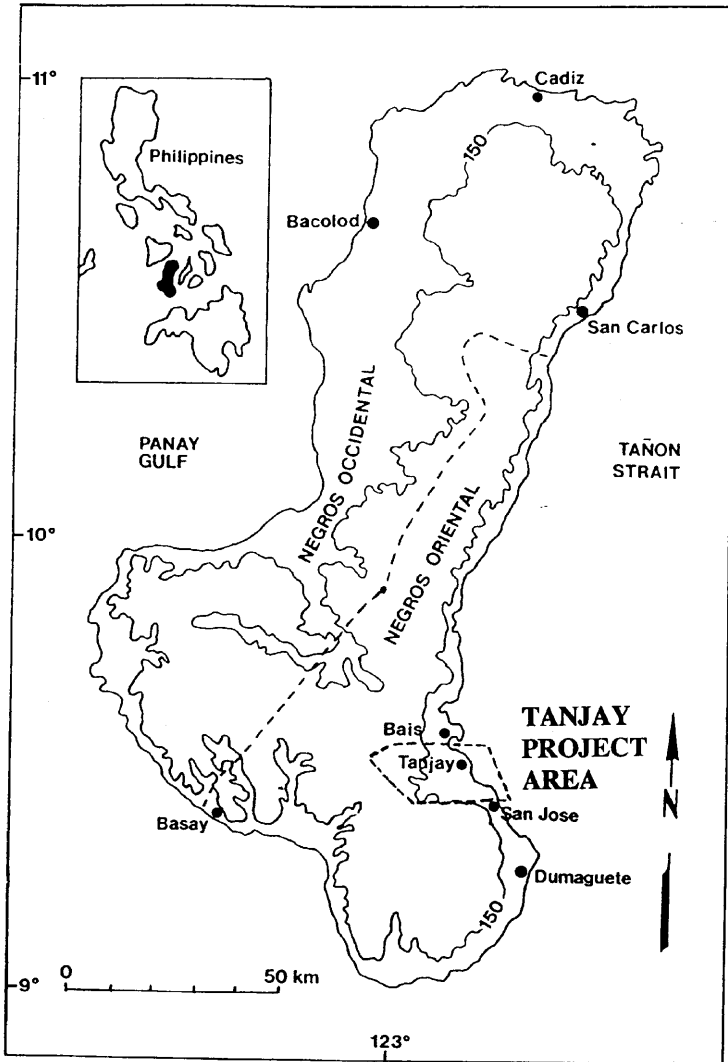 11°
Cadiz
150
Philippines
Bacolod
San Carlos
NEGROS OCCIDENTAL
PANAY
GULF
TAÑON
STRAIT
10°
NEGROS ORIENTAL
Bais
TANJAY
PROJECT
AREA
Tanjay
N
Basay
San Jose
Dumaguete
150
0 50 km
9°
123°